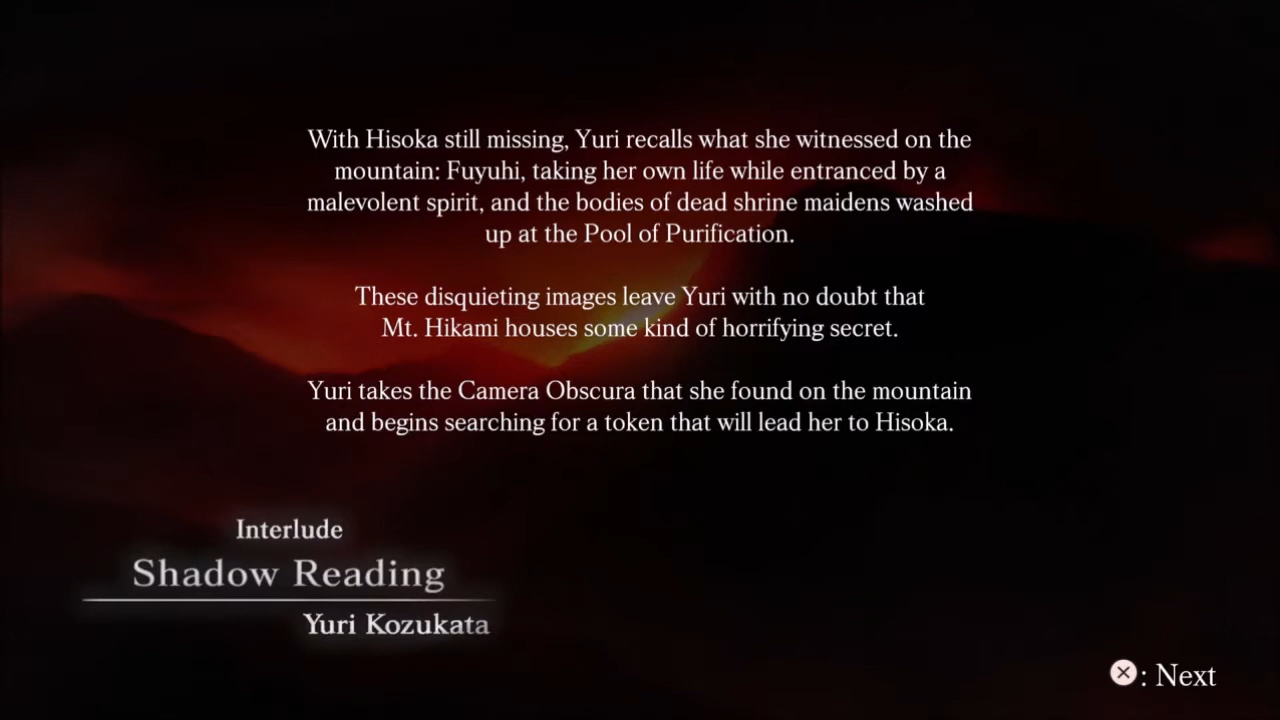 With Hisoka still missing, Yuri recalls what she witnessed on the
mountain: Fuyuhi, taking her own life while entranced by a
malevolent spirit, and the bodies of dead shrine maidens washed
up at the Pool of Purification.
These disquieting images leave Yuri with no doubt that
Mt. Hikami houses some kind of horrifying secret.
Yuri takes the Camera Obscura that she found on the mountain
and begins searching for a token that will lead her to Hisoka.
Interlude
Shadow Reading
Yuri Kozukata
: Next